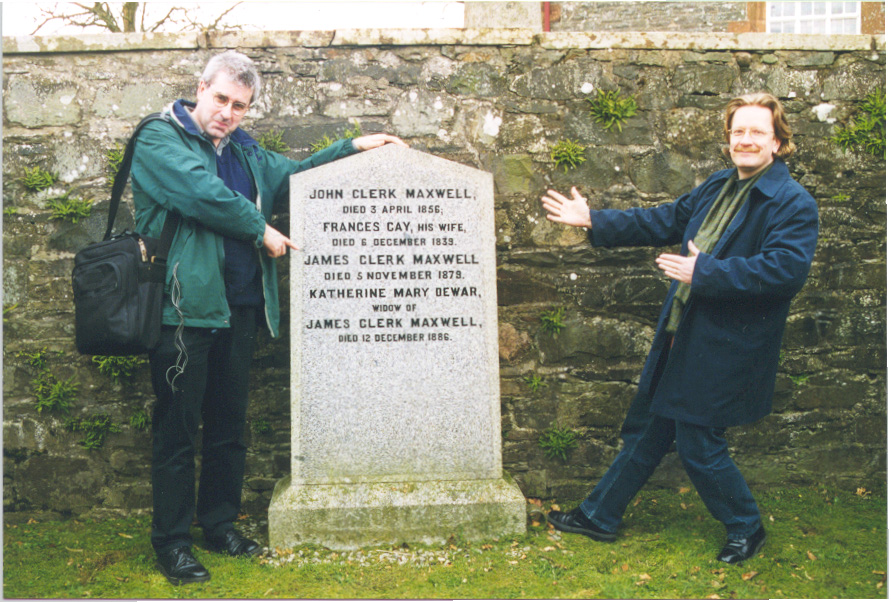 JOHN CLERK MAXWELL,
DIED 3 APRIL 1856;
FRANCES CAY, HIS WIFE,
DIED 6 DECEMBER 1839.
JAMES CLERK MAXWELL
DIED 5 NOVEMBER 1879.
KATHERINE MARY DEWAR,
WIDOW OF
JAMES CLERK MAXWELL,
DIED 12 DECEMBER 1886.